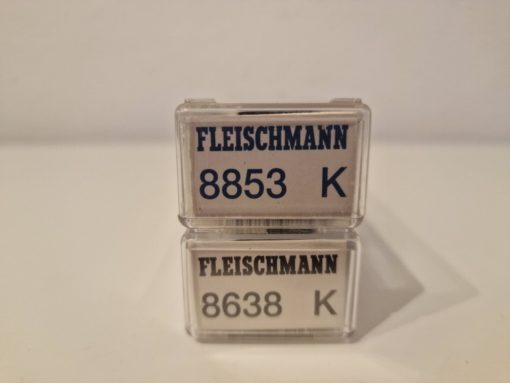 FLEISCHMANN
8853 K
FLEISCHMANN
8638 K